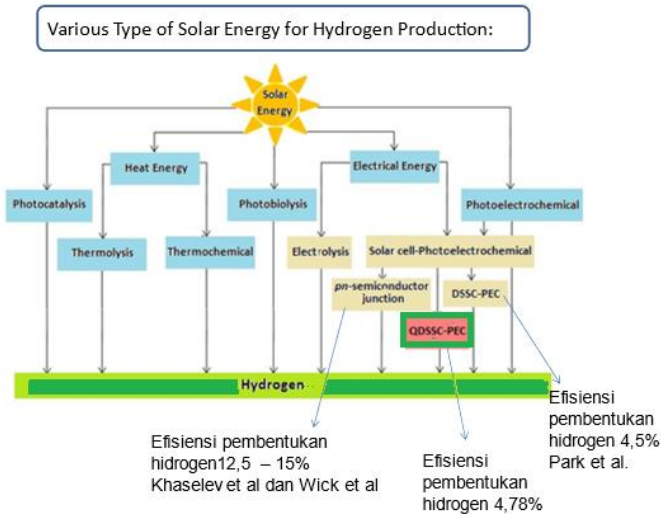 Various Type of Solar Energy for Hydrogen Production:
Solar
Energy
Heat Energy
Electrical Energy
Photocatalysis
Photobiolysis
Photoelectrochemical
Thermolysis
Thermochemical
Electrolysis
Solar cell-Photoelectrochemical
pn-semiconductor
junction
DSSC-PEC
QDSSC-PEC
Hydrogen
Efisiensi pembentukan
hidrogen12,5 – 15%
Khaselev et al dan Wick et al
Efisiensi
pembentukan
hidrogen 4,78%
Efisiensi
pembentukan
hidrogen 4,5%
Park et al.